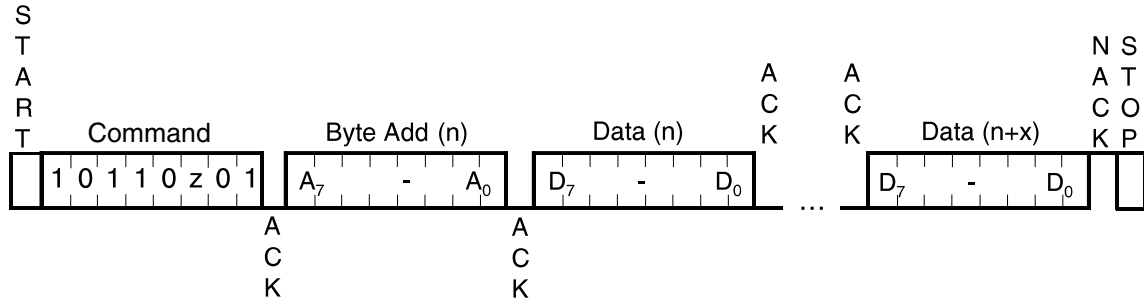 START
Command
1 0 1 1 0 z 0 1
ACK
Byte Add (n)
A7 - A0
ACK
Data (n)
D7 - D0
ACK
...
ACK
Data (n+x)
D7 - D0
NACK
STOP